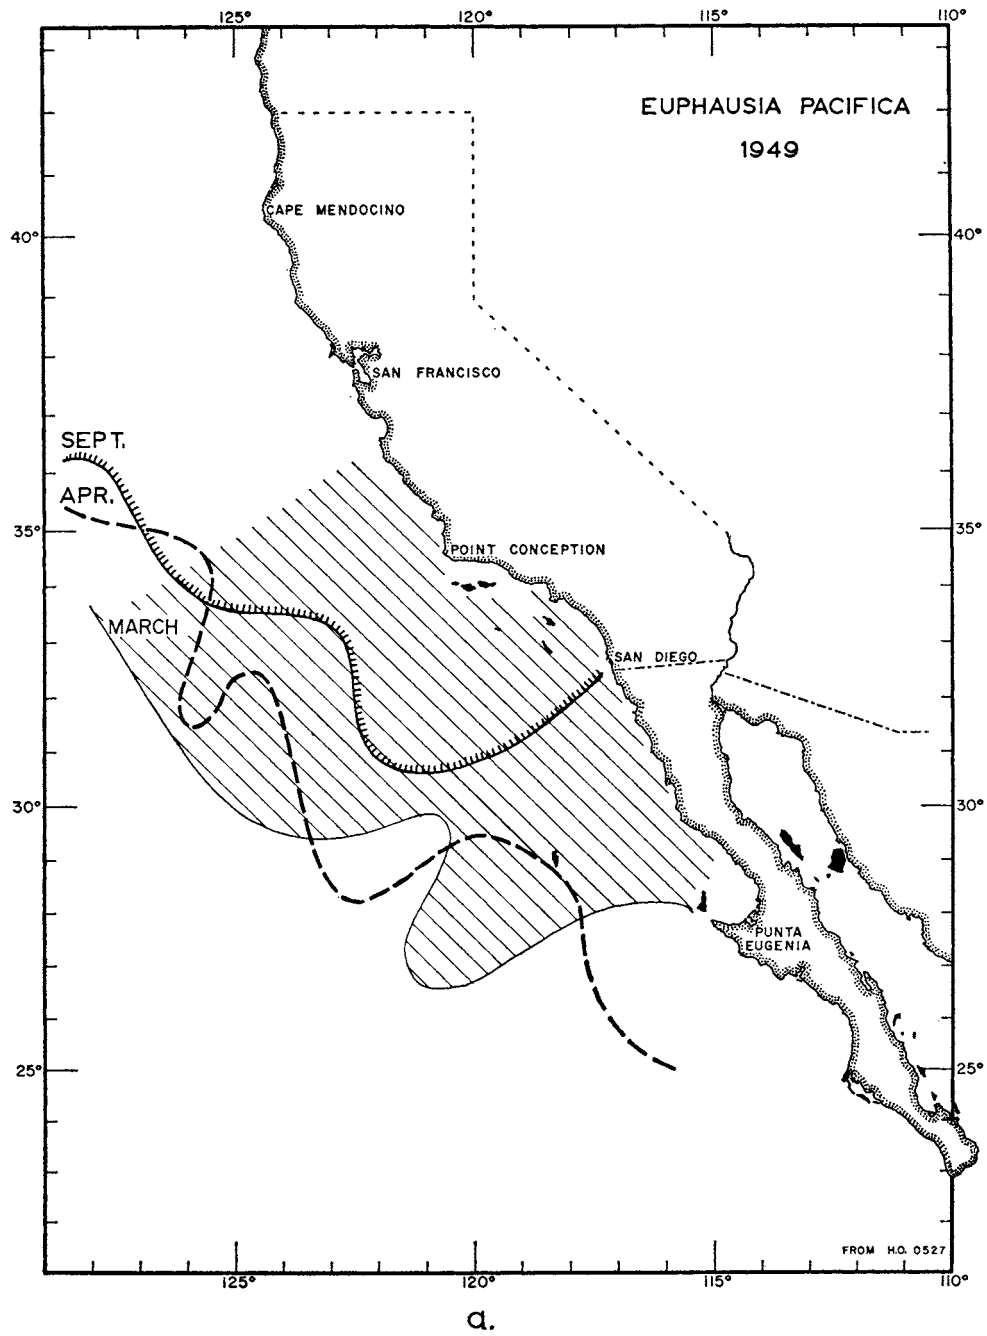 125° 120° 115° 110°
EUPHAUSIA PACIFICA
1949
CAPE MENDOCINO
40° 40°
SAN FRANCISCO
SEPT.
APR.
35° 35°
POINT CONCEPTION
MARCH
SAN DIEGO
30° 30°
PUNTA
EUGENIA
25° 25°
FROM H.O. 0527
125° 120° 115° 110°
a.